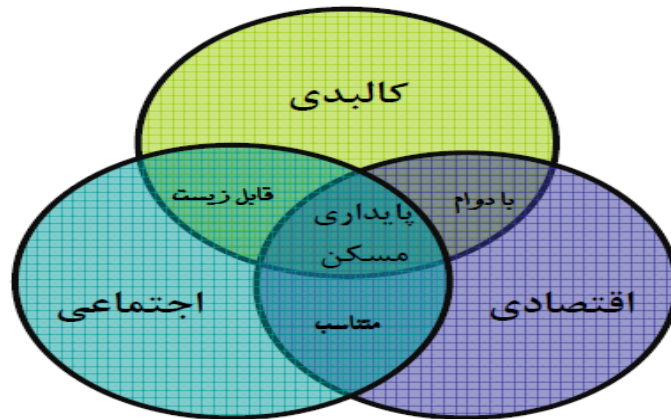 کالبدی
قابل زیست
با دوام
پایداری
مسکن
اجتماعی
اقتصادی
متناسب